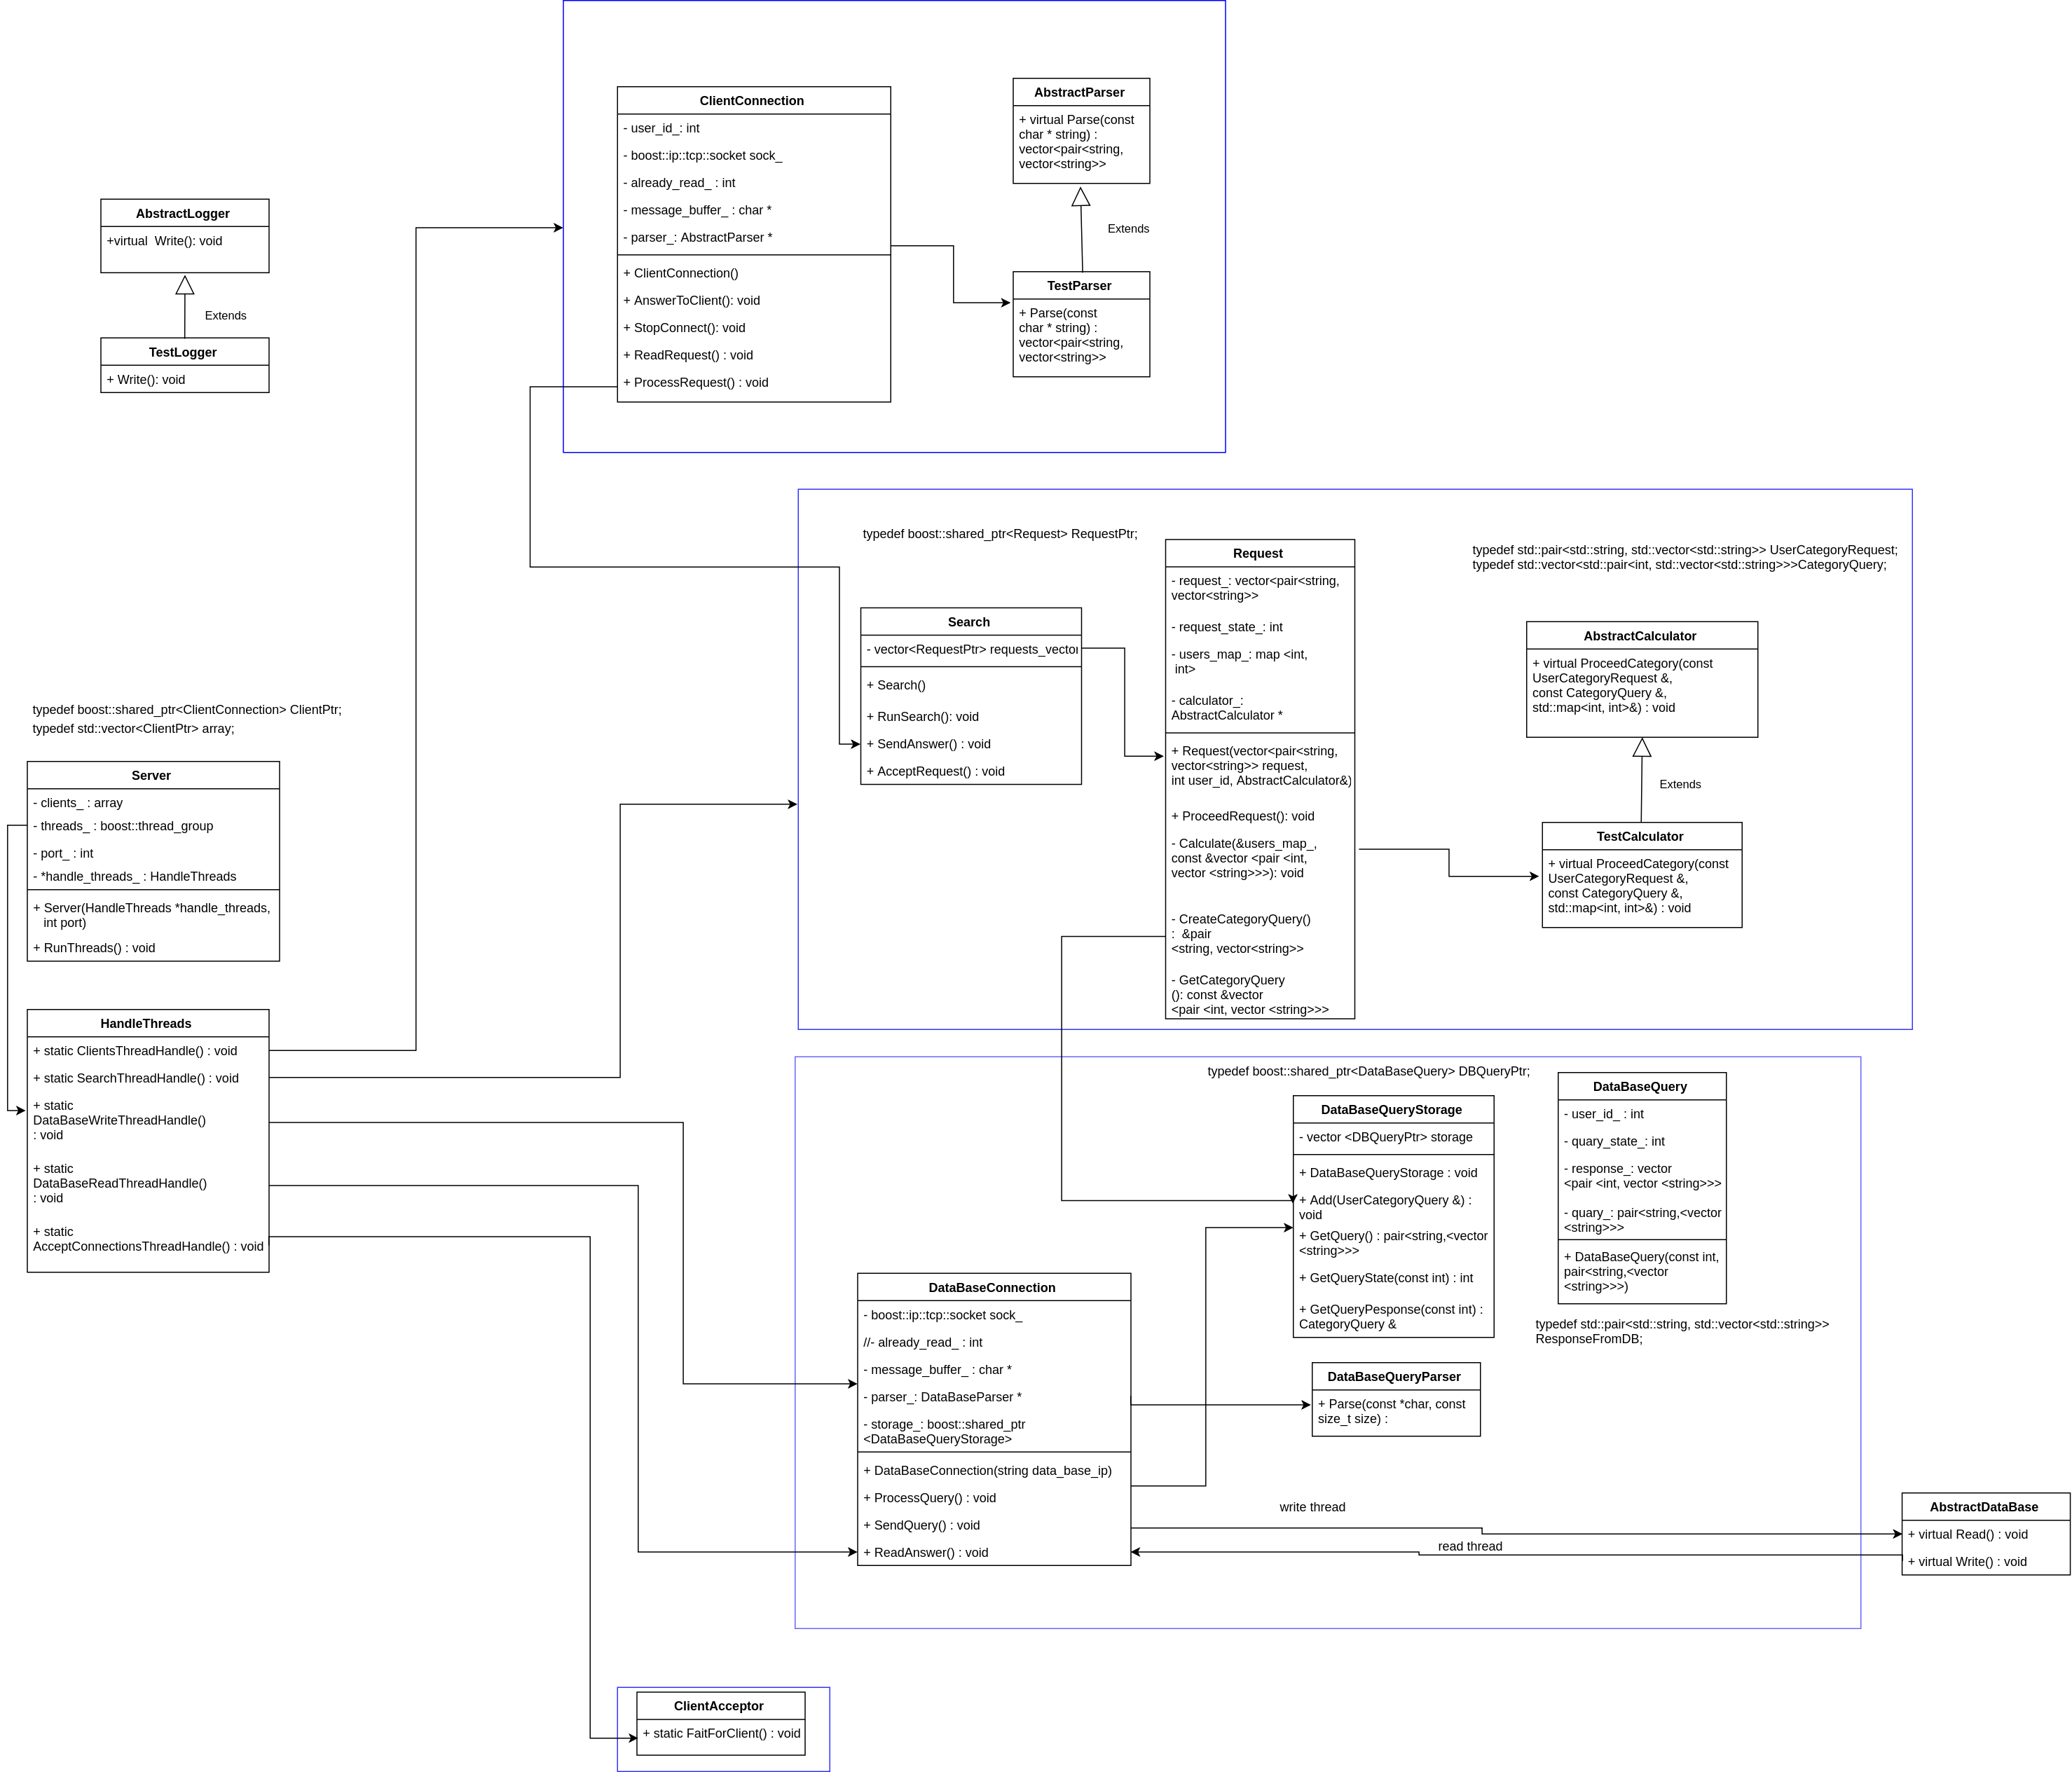 AbstractLogger
+virtual  Write(): void
Extends
TestLogger
+ Write(): void
ClientConnection
- user_id_: int
- boost::ip::tcp::socket sock_
- already_read_ : int
- message_buffer_ : char *
- parser_: AbstractParser *
+ ClientConnection()
+ AnswerToClient(): void
+ StopConnect(): void
+ ReadRequest() : void
+ ProcessRequest() : void
AbstractParser
+ virtual Parse(const
char * string) :
vector<pair<string,
vector<string>>
Extends
TestParser
+ Parse(const
char * string) :
vector<pair<string,
vector<string>>
typedef boost::shared_ptr<Request> RequestPtr;
Search
- vector<RequestPtr> requests_vector
+ Search()
+ RunSearch(): void
+ SendAnswer() : void
+ AcceptRequest() : void
Request
- request_: vector<pair<string,
vector<string>>
- request_state_: int
- users_map_: map <int,
int>
- calculator_:
AbstractCalculator *
+ Request(vector<pair<string,
vector<string>> request,
int user_id, AbstractCalculator&)
+ ProceedRequest(): void
- Calculate(&users_map_,
const &vector <pair <int,
vector <string>>>): void
- CreateCategoryQuery()
:  &pair
<string, vector<string>>
- GetCategoryQuery
(): const &vector
<pair <int, vector <string>>>
typedef std::pair<std::string, std::vector<std::string>> UserCategoryRequest;
typedef std::vector<std::pair<int, std::vector<std::string>>>CategoryQuery;
AbstractCalculator
+ virtual ProceedCategory(const
UserCategoryRequest &,
const CategoryQuery &,
std::map<int, int>&) : void
Extends
TestCalculator
+ virtual ProceedCategory(const
UserCategoryRequest &,
const CategoryQuery &,
std::map<int, int>&) : void
typedef boost::shared_ptr<ClientConnection> ClientPtr;
typedef std::vector<ClientPtr> array;
Server
- clients_ : array
- threads_ : boost::thread_group
- port_ : int
- *handle_threads_ : HandleThreads
+ Server(HandleThreads *handle_threads,
int port)
+ RunThreads() : void
HandleThreads
+ static ClientsThreadHandle() : void
+ static SearchThreadHandle() : void
+ static
DataBaseWriteThreadHandle()
: void
+ static
DataBaseReadThreadHandle()
: void
+ static
AcceptConnectionsThreadHandle() : void
typedef boost::shared_ptr<DataBaseQuery> DBQueryPtr;
DataBaseQueryStorage
- vector <DBQueryPtr> storage
+ DataBaseQueryStorage : void
+ Add(UserCategoryQuery &) :
void
+ GetQuery() : pair<string,<vector
<string>>>
+ GetQueryState(const int) : int
+ GetQueryPesponse(const int) :
CategoryQuery &
DataBaseQuery
- user_id_ : int
- quary_state_: int
- response_: vector
<pair <int, vector <string>>>
- quary_: pair<string,<vector
<string>>>
+ DataBaseQuery(const int,
pair<string,<vector
<string>>>)
typedef std::pair<std::string, std::vector<std::string>>
ResponseFromDB;
DataBaseConnection
- boost::ip::tcp::socket sock_
//- already_read_ : int
- message_buffer_ : char *
- parser_: DataBaseParser *
- storage_: boost::shared_ptr
<DataBaseQueryStorage>
+ DataBaseConnection(string data_base_ip)
+ ProcessQuery() : void
+ SendQuery() : void
+ ReadAnswer() : void
DataBaseQueryParser
+ Parse(const *char, const
size_t size) :
write thread
read thread
AbstractDataBase
+ virtual Read() : void
+ virtual Write() : void
ClientAcceptor
+ static FaitForClient() : void